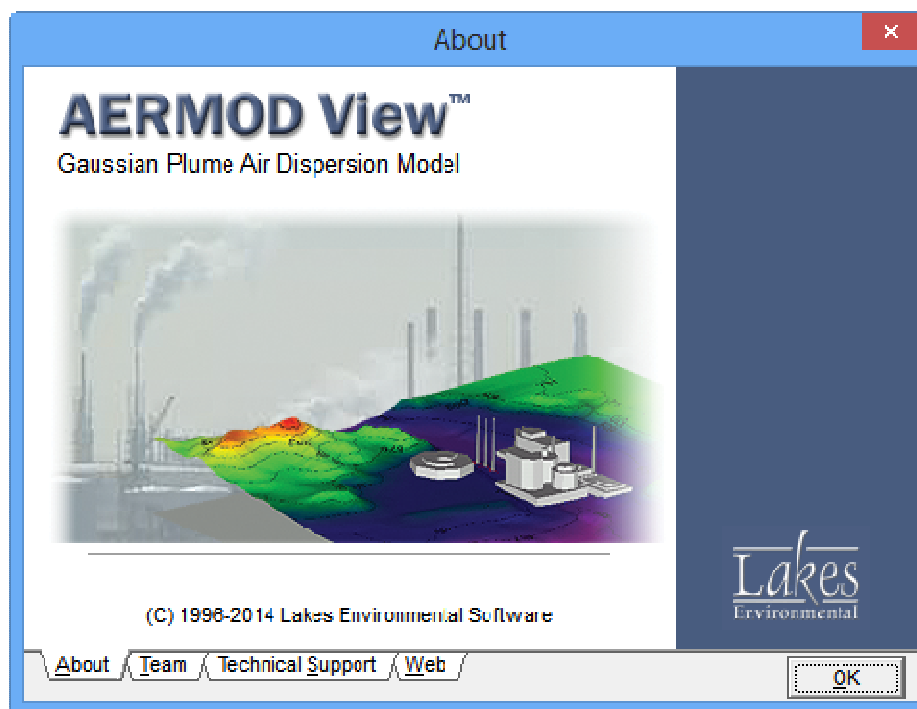 About
AERMOD View™
Gaussian Plume Air Dispersion Model
Lakes
Environmental
(C) 1996-2014 Lakes Environmental Software
About
Team
Technical Support
Web
OK